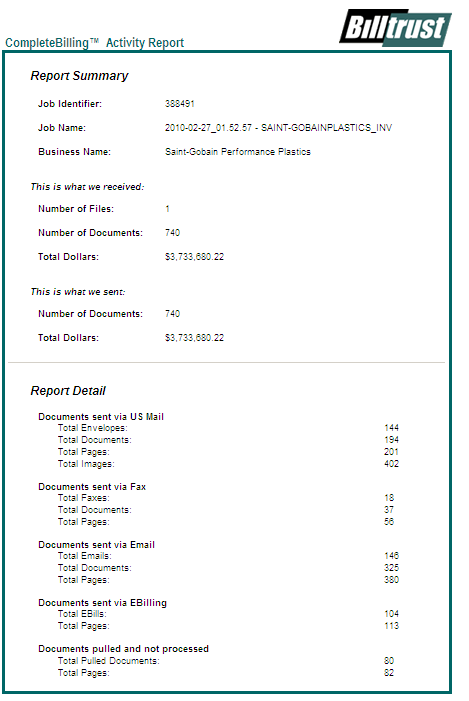 Billtrust
CompleteBilling™ Activity Report
Report Summary
Job Identifier: 388491
Job Name: 2010-02-27_01.52.57 - SAINT-GOBAINPLASTICS_INV
Business Name: Saint-Gobain Performance Plastics
This is what we received:
Number of Files: 1
Number of Documents: 740
Total Dollars: $3,733,680.22
This is what we sent:
Number of Documents: 740
Total Dollars: $3,733,680.22
Report Detail
Documents sent via US Mail
Total Envelopes: 144
Total Documents: 194
Total Pages: 201
Total Images: 402
Documents sent via Fax
Total Faxes: 18
Total Documents: 37
Total Pages: 56
Documents sent via Email
Total Emails: 146
Total Documents: 325
Total Pages: 380
Documents sent via EBilling
Total EBills: 104
Total Pages: 113
Documents pulled and not processed
Total Pulled Documents: 80
Total Pages: 82